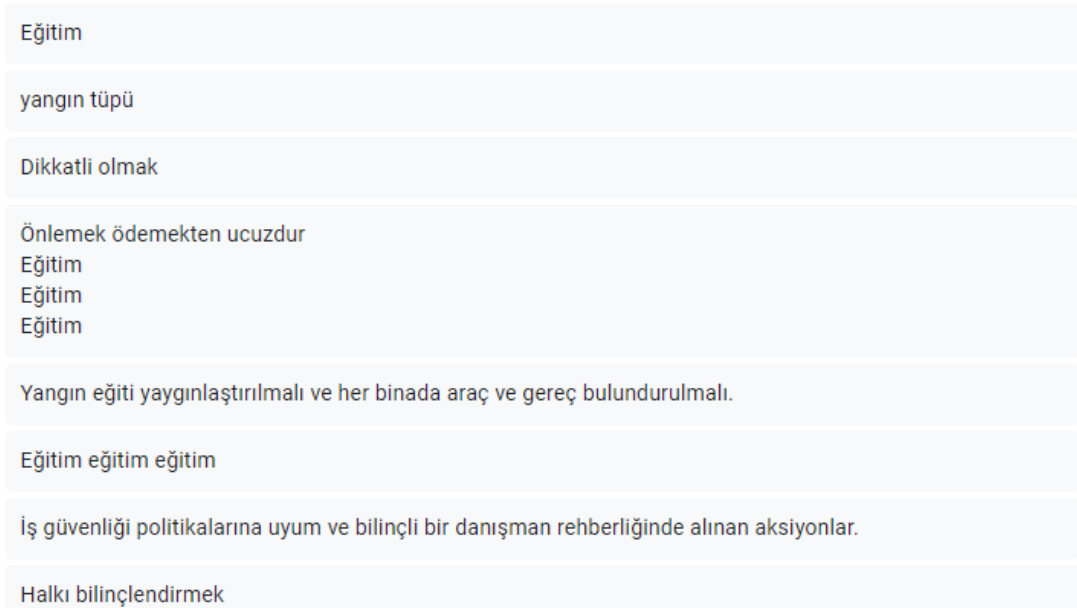 Eğitim
yangın tüpü
Dikkatli olmak
Önlemek ödemekten ucuzdur
Eğitim
Eğitim
Eğitim
Yangın eğiti yaygınlaştırılmalı ve her binada araç ve gereç bulundurulmalı.
Eğitim eğitim eğitim
İş güvenliği politikalarına uyum ve bilinçli bir danışman rehberliğinde alınan aksiyonlar.
Halkı bilinçlendirmek